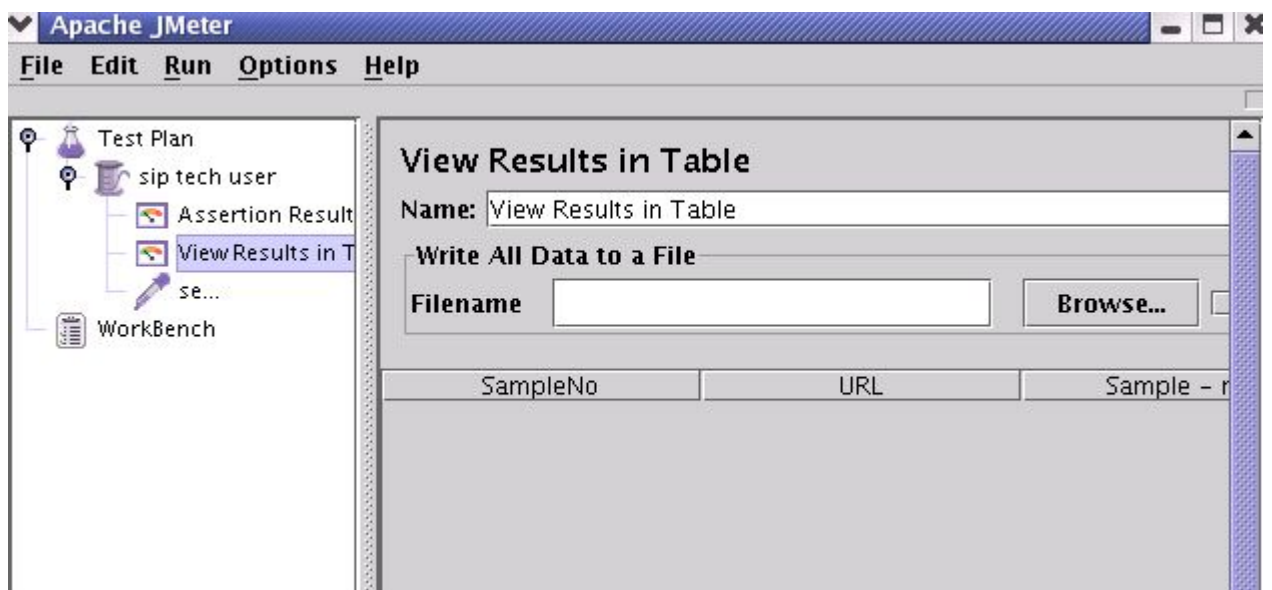 Apache JMeter
File Edit Run Options Help
Test Plan
sip tech user
Assertion Result
View Results in T
se...
WorkBench
View Results in Table
Name: View Results in Table
Write All Data to a File
Filename Browse...
SampleNo URL Sample -